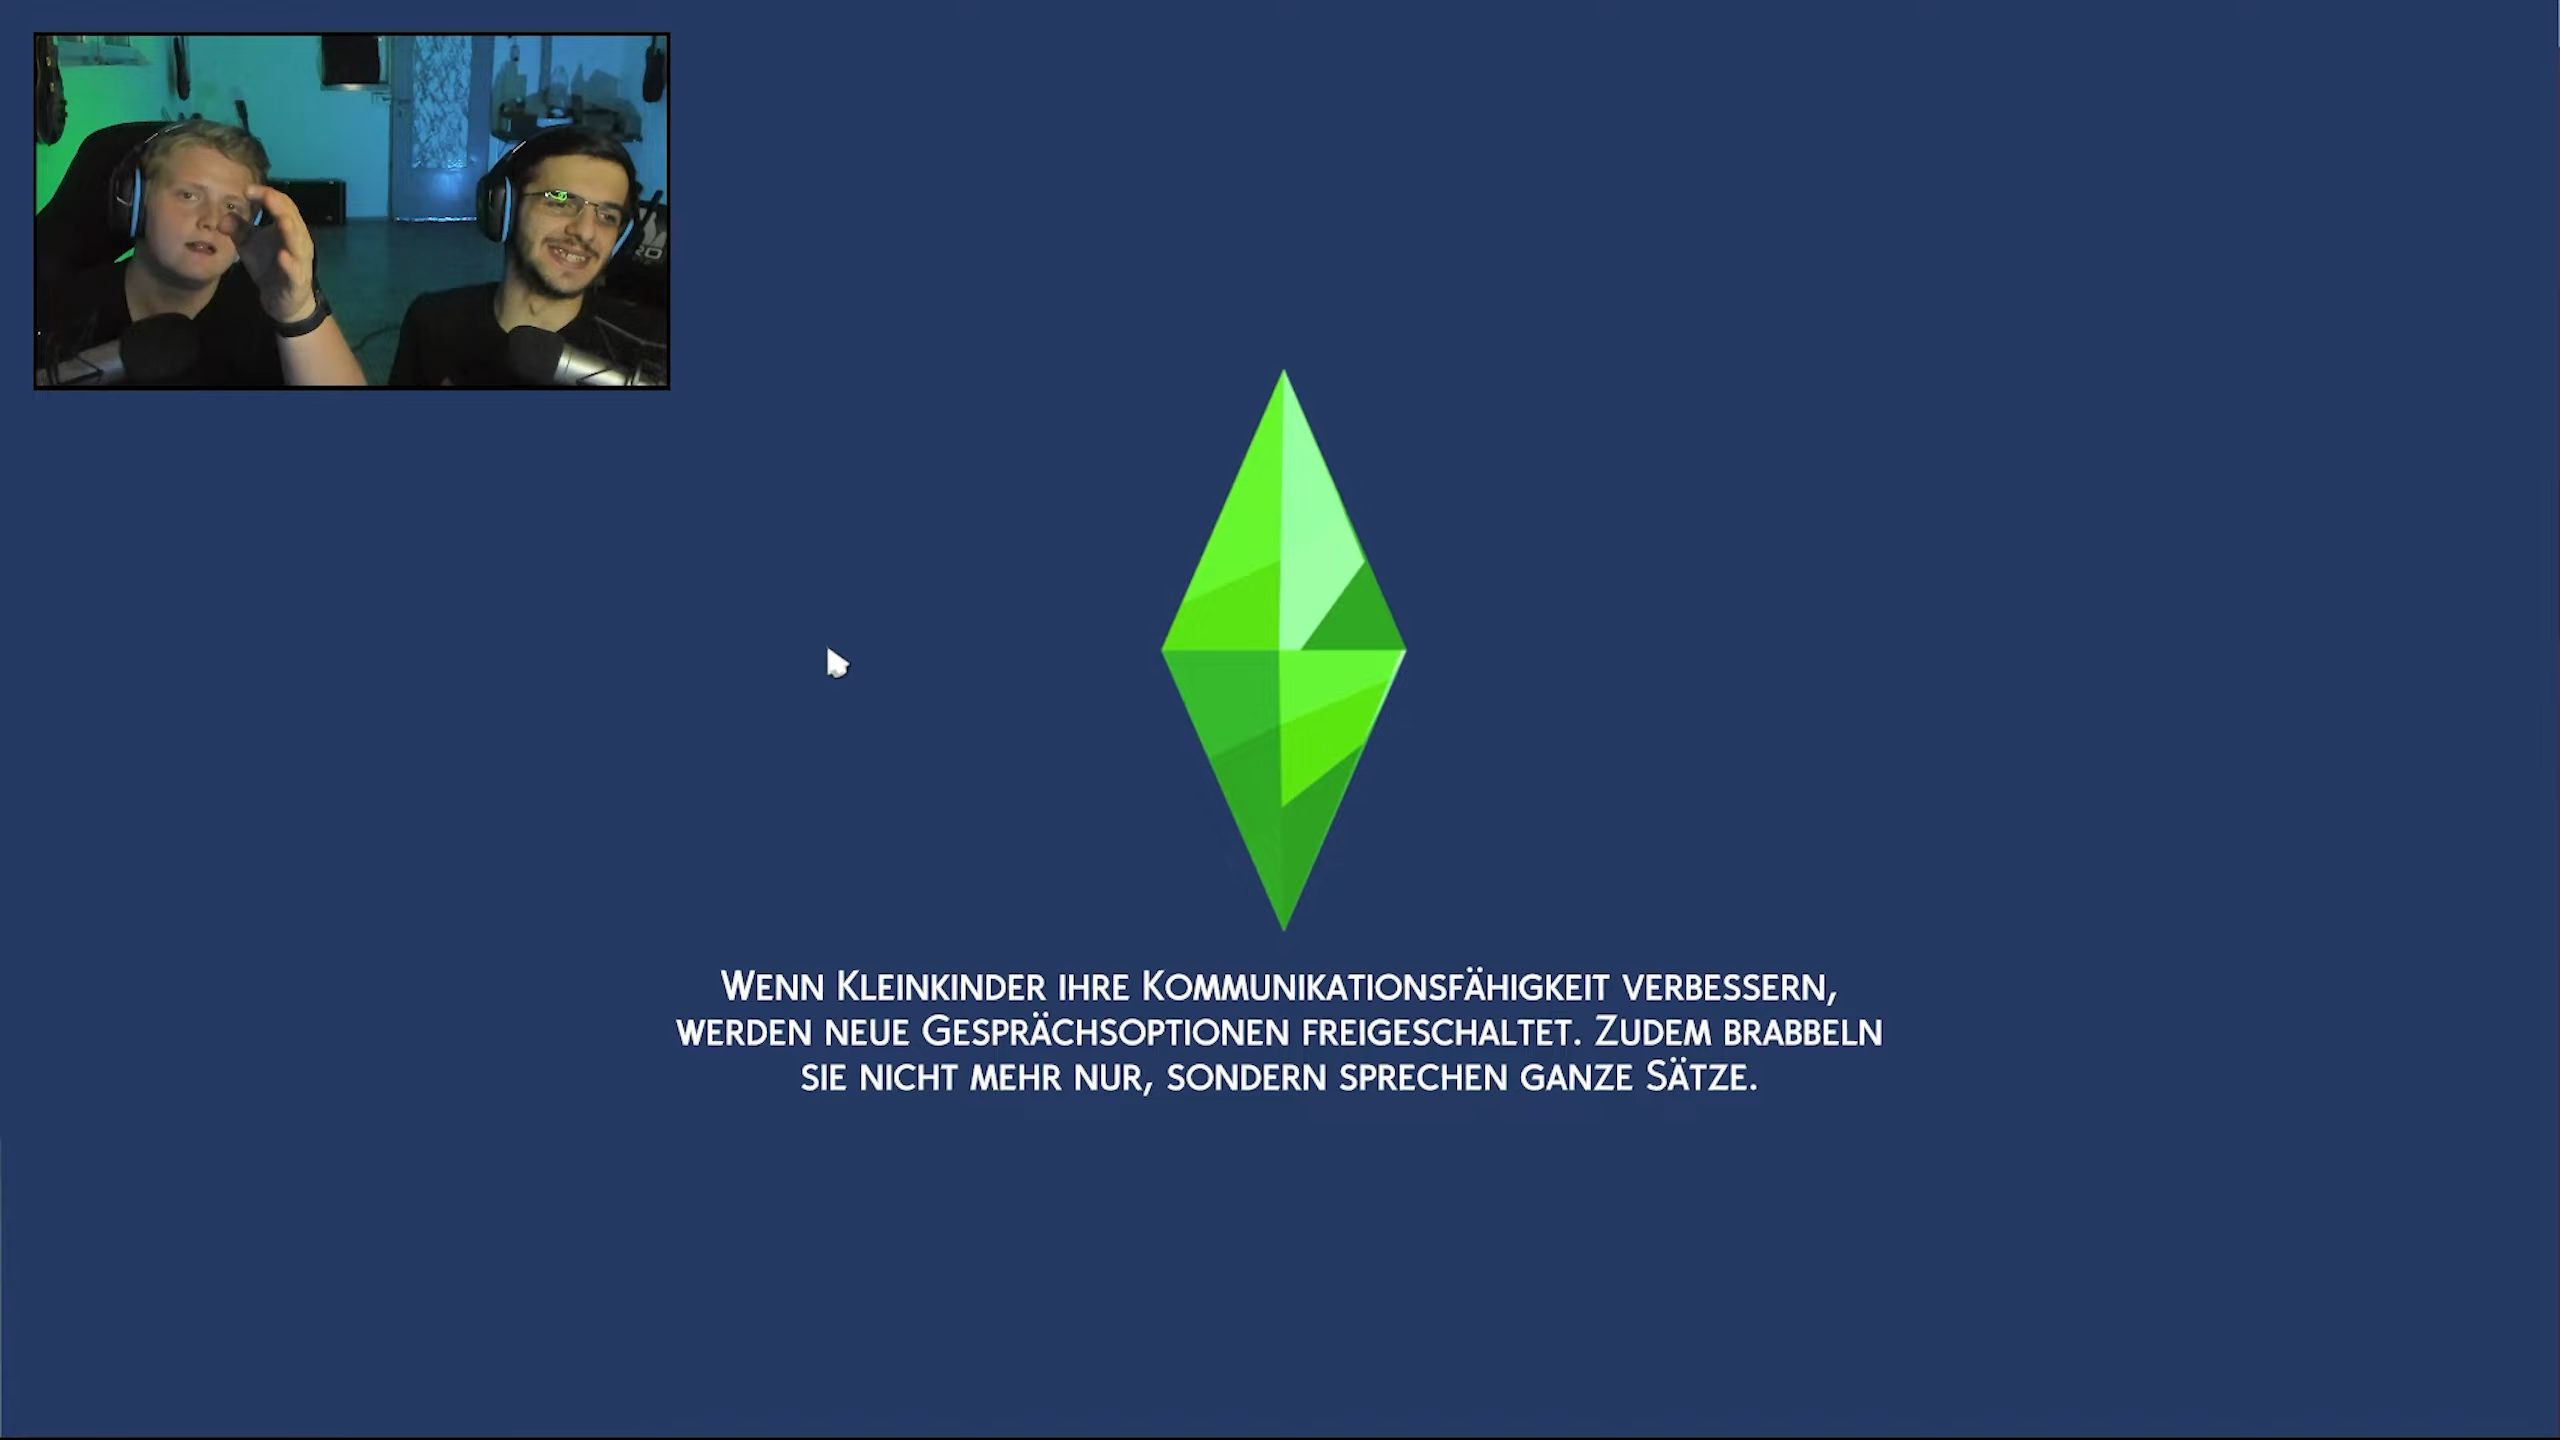 WENN KLEINKINDER IHRE KOMMUNIKATIONSFÄHIGKEIT VERBESSERN,
WERDEN NEUE GESPRÄCHSOPTIONEN FREIGESCHALTET. ZUDEM BRABBELN
SIE NICHT MEHR NUR, SONDERN SPRECHEN GANZE SÄTZE.